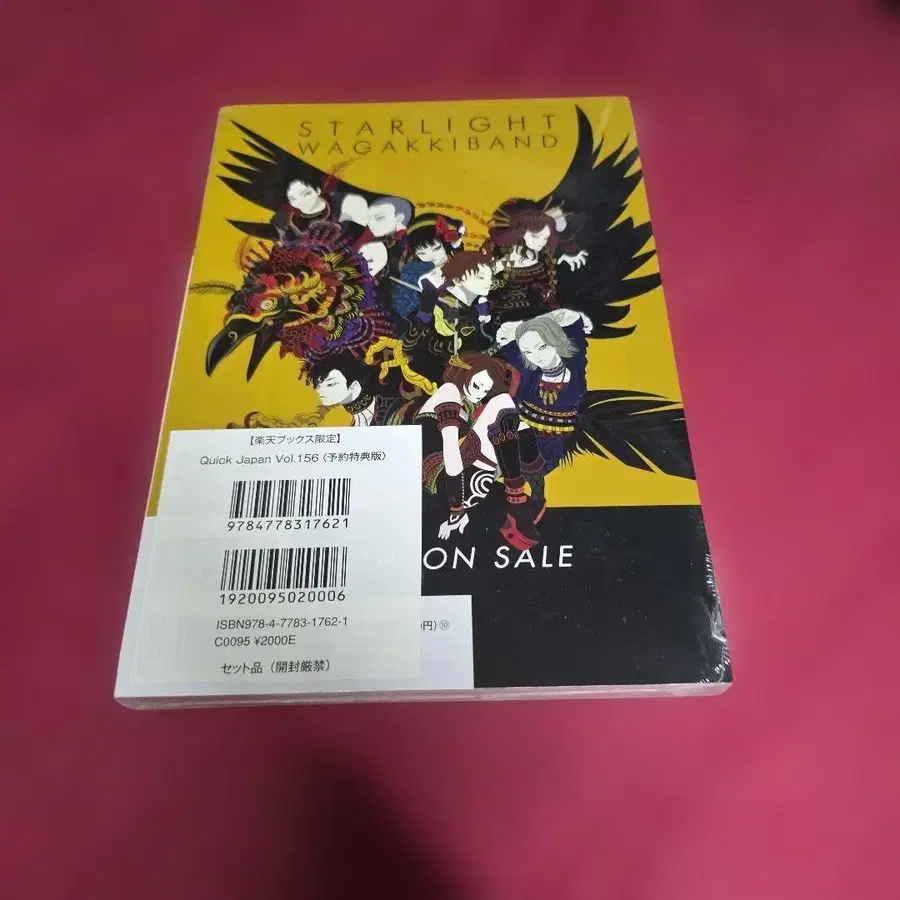 STARLIGHT
WAGAKKIBAND
【楽天ブックス限定】
Quick Japan Vol.156〈予約特典版〉
9784778317621
1920095020006
ISBN978-4-7783-1762-1
C0095 ¥2000E
セット品（開封厳禁）
ON SALE
円)⑩